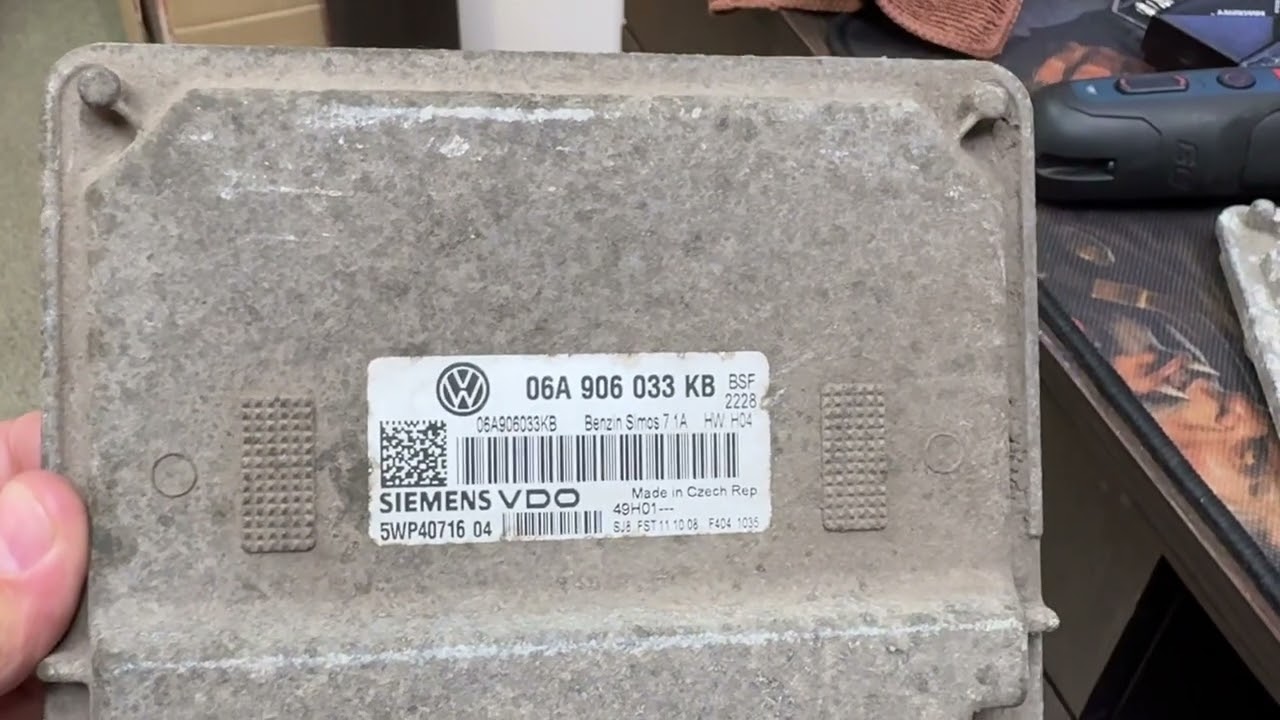 VW
06A 906 033 KB BSF
2228
06A906033KB Benzin Simos 7.1A HW H04
SIEMENS VDO Made in Czech Rep
49H01---
5WP40716 04 SJ8 FST 11.10.08 F404 1035